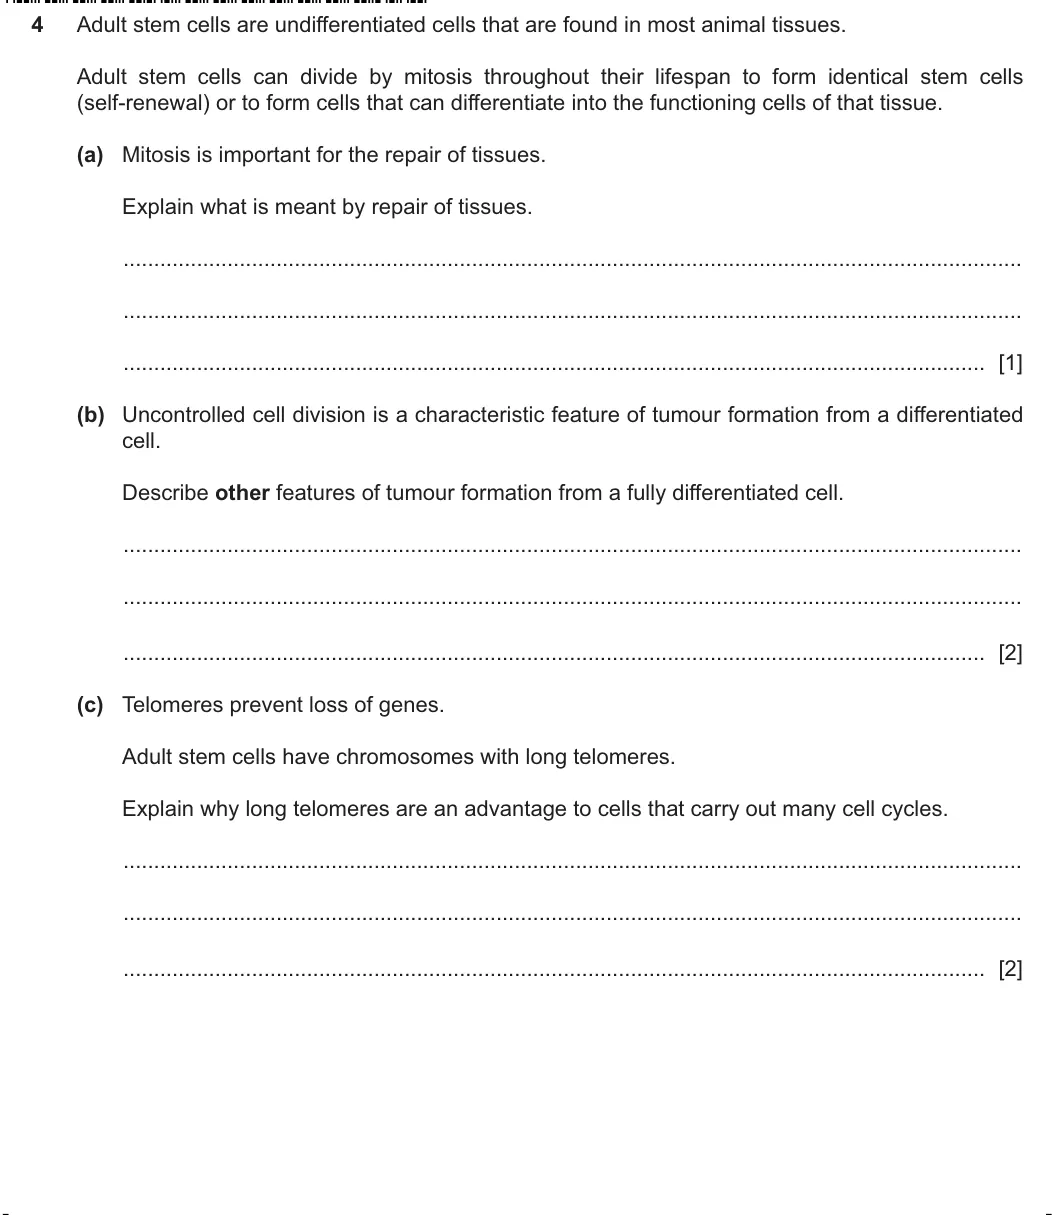 4 Adult stem cells are undifferentiated cells that are found in most animal tissues.
Adult stem cells can divide by mitosis throughout their lifespan to form identical stem cells
(self-renewal) or to form cells that can differentiate into the functioning cells of that tissue.
(a) Mitosis is important for the repair of tissues.
Explain what is meant by repair of tissues.
..........................................................................................................................................................
..........................................................................................................................................................
.................................................................................................................................................... [1]
(b) Uncontrolled cell division is a characteristic feature of tumour formation from a differentiated
cell.
Describe other features of tumour formation from a fully differentiated cell.
..........................................................................................................................................................
..........................................................................................................................................................
.................................................................................................................................................... [2]
(c) Telomeres prevent loss of genes.
Adult stem cells have chromosomes with long telomeres.
Explain why long telomeres are an advantage to cells that carry out many cell cycles.
..........................................................................................................................................................
..........................................................................................................................................................
.................................................................................................................................................... [2]